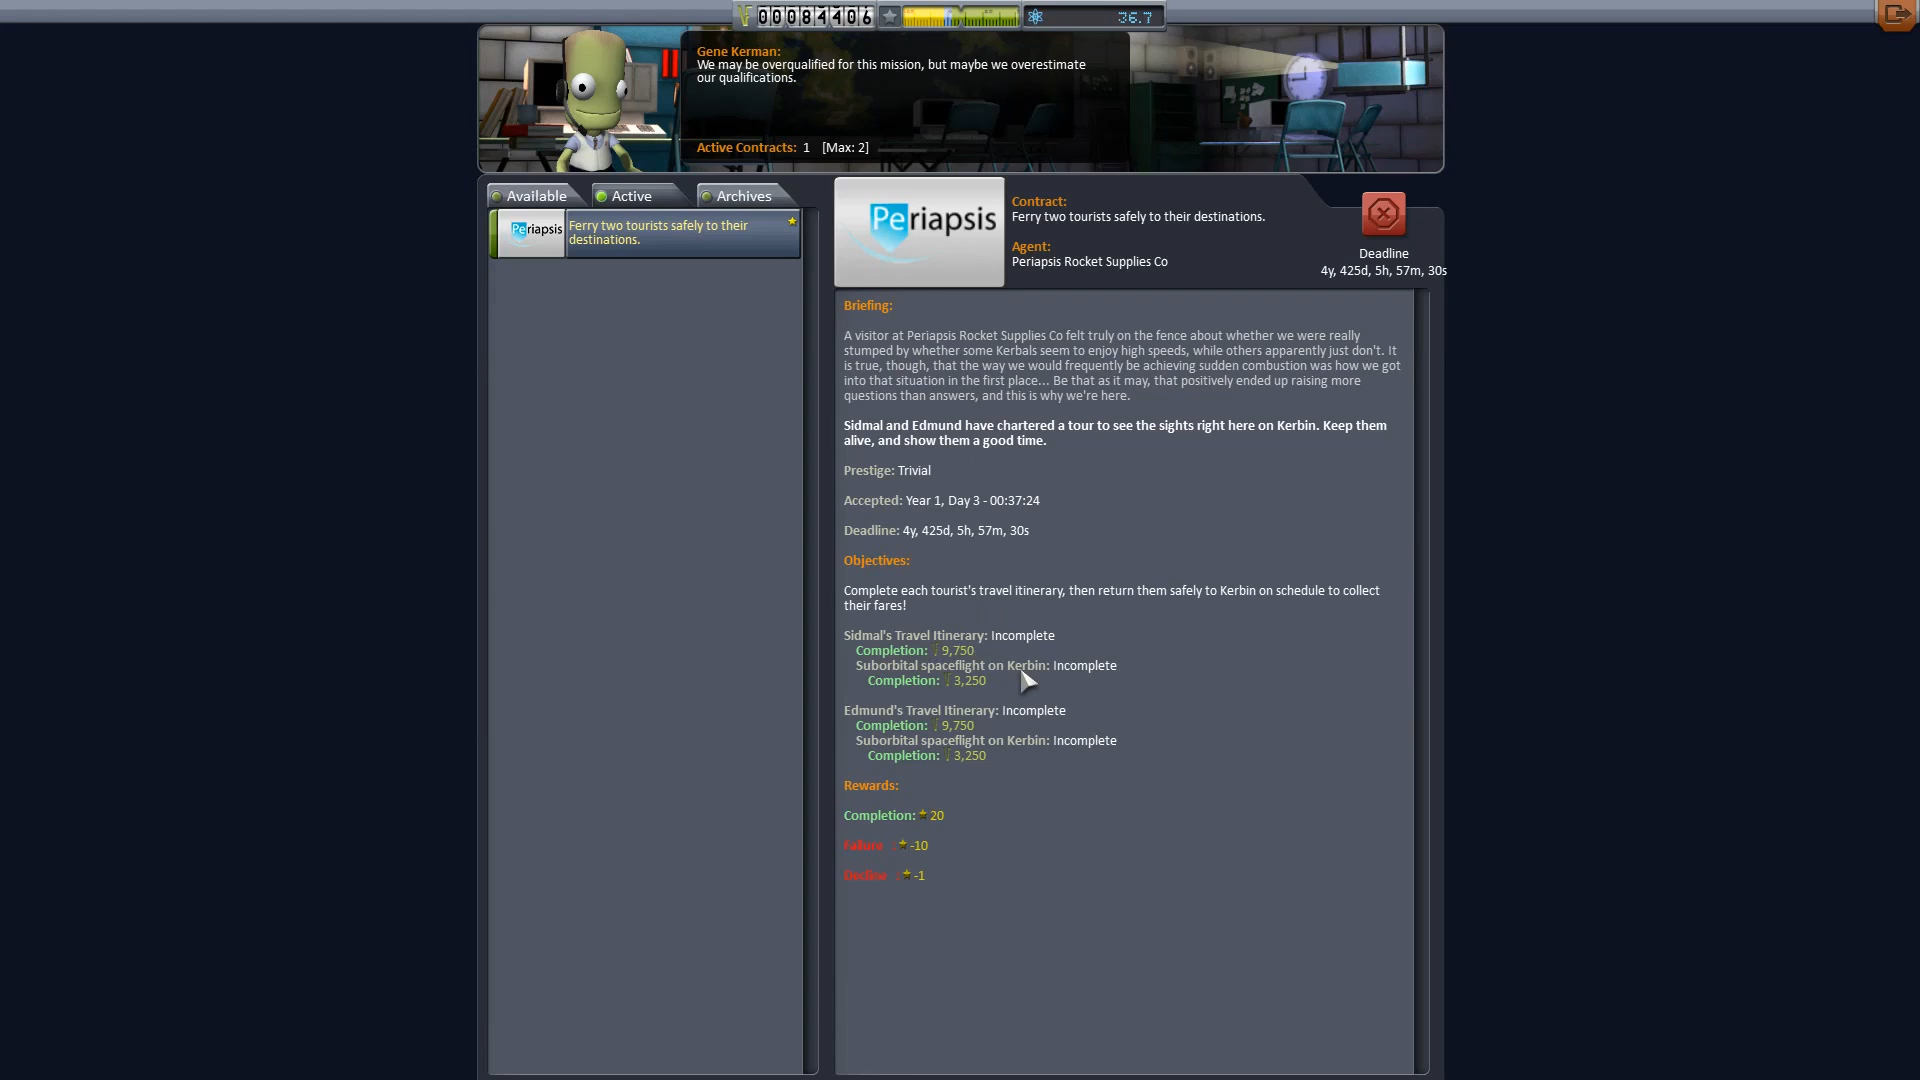 00084406
36.7
Gene Kerman:
We may be overqualified for this mission, but maybe we overestimate
our qualifications.
Active Contracts: 1 [Max: 2]
Available
Active
Archives
Periapsis
Ferry two tourists safely to their
destinations.
Periapsis
Contract:
Ferry two tourists safely to their destinations.
Agent:
Periapsis Rocket Supplies Co
Deadline
4y, 425d, 5h, 57m, 30s
Briefing:
A visitor at Periapsis Rocket Supplies Co felt truly on the fence about whether we were really
stumped by whether some Kerbals seem to enjoy high speeds, while others apparently just don't. It
is true, though, that the way we would frequently be achieving sudden combustion was how we got
into that situation in the first place... Be that as it may, that positively ended up raising more
questions than answers, and this is why we're here.
Sidmal and Edmund have chartered a tour to see the sights right here on Kerbin. Keep them
alive, and show them a good time.
Prestige: Trivial
Accepted: Year 1, Day 3 - 00:37:24
Deadline: 4y, 425d, 5h, 57m, 30s
Objectives:
Complete each tourist's travel itinerary, then return them safely to Kerbin on schedule to collect
their fares!
Sidmal's Travel Itinerary: Incomplete
Completion: 9,750
Suborbital spaceflight on Kerbin: Incomplete
Completion: 3,250
Edmund's Travel Itinerary: Incomplete
Completion: 9,750
Suborbital spaceflight on Kerbin: Incomplete
Completion: 3,250
Rewards:
Completion: 20
Failure : -10
Decline : -1